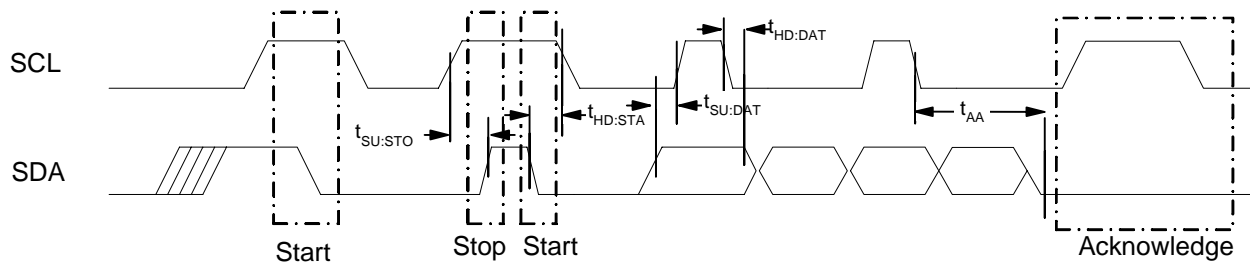 SCL
t_HD:DAT
t_SU:STO
t_HD:STA
t_SU:DAT
t_AA
SDA
Start
Stop
Start
Acknowledge